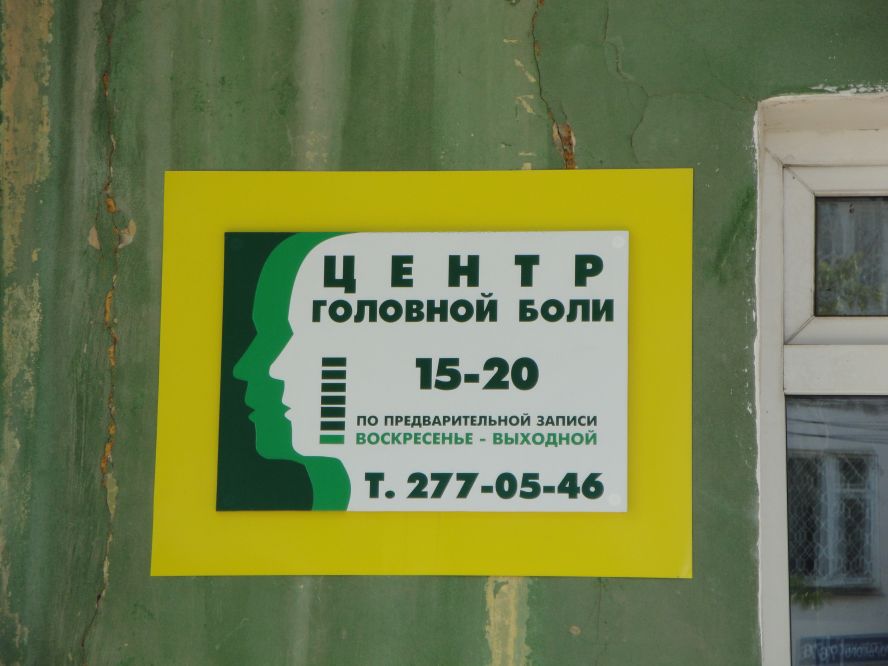 ЦЕНТР
ГОЛОВНОЙ БОЛИ
15-20
ПО ПРЕДВАРИТЕЛЬНОЙ ЗАПИСИ
ВОСКРЕСЕНЬЕ - ВЫХОДНОЙ
Т. 277-05-46